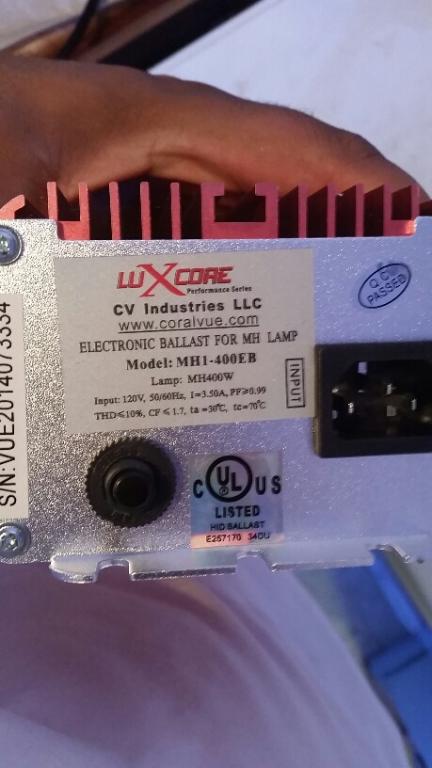 LUXCORE
Performance Series
CV Industries LLC
www.coralvue.com
ELECTRONIC BALLAST FOR MH LAMP
Model: MH1-400EB
Lamp: MH400W
Input: 120V, 50/60Hz, I=3.50A, PF≥0.99
THD≤10%, CF≤1.7, ta=30℃, tc=70℃
INPUT
Q.C
PASSED
S/N:VUE2014073334
C UL US
LISTED
HID BALLAST
E257170 34DU